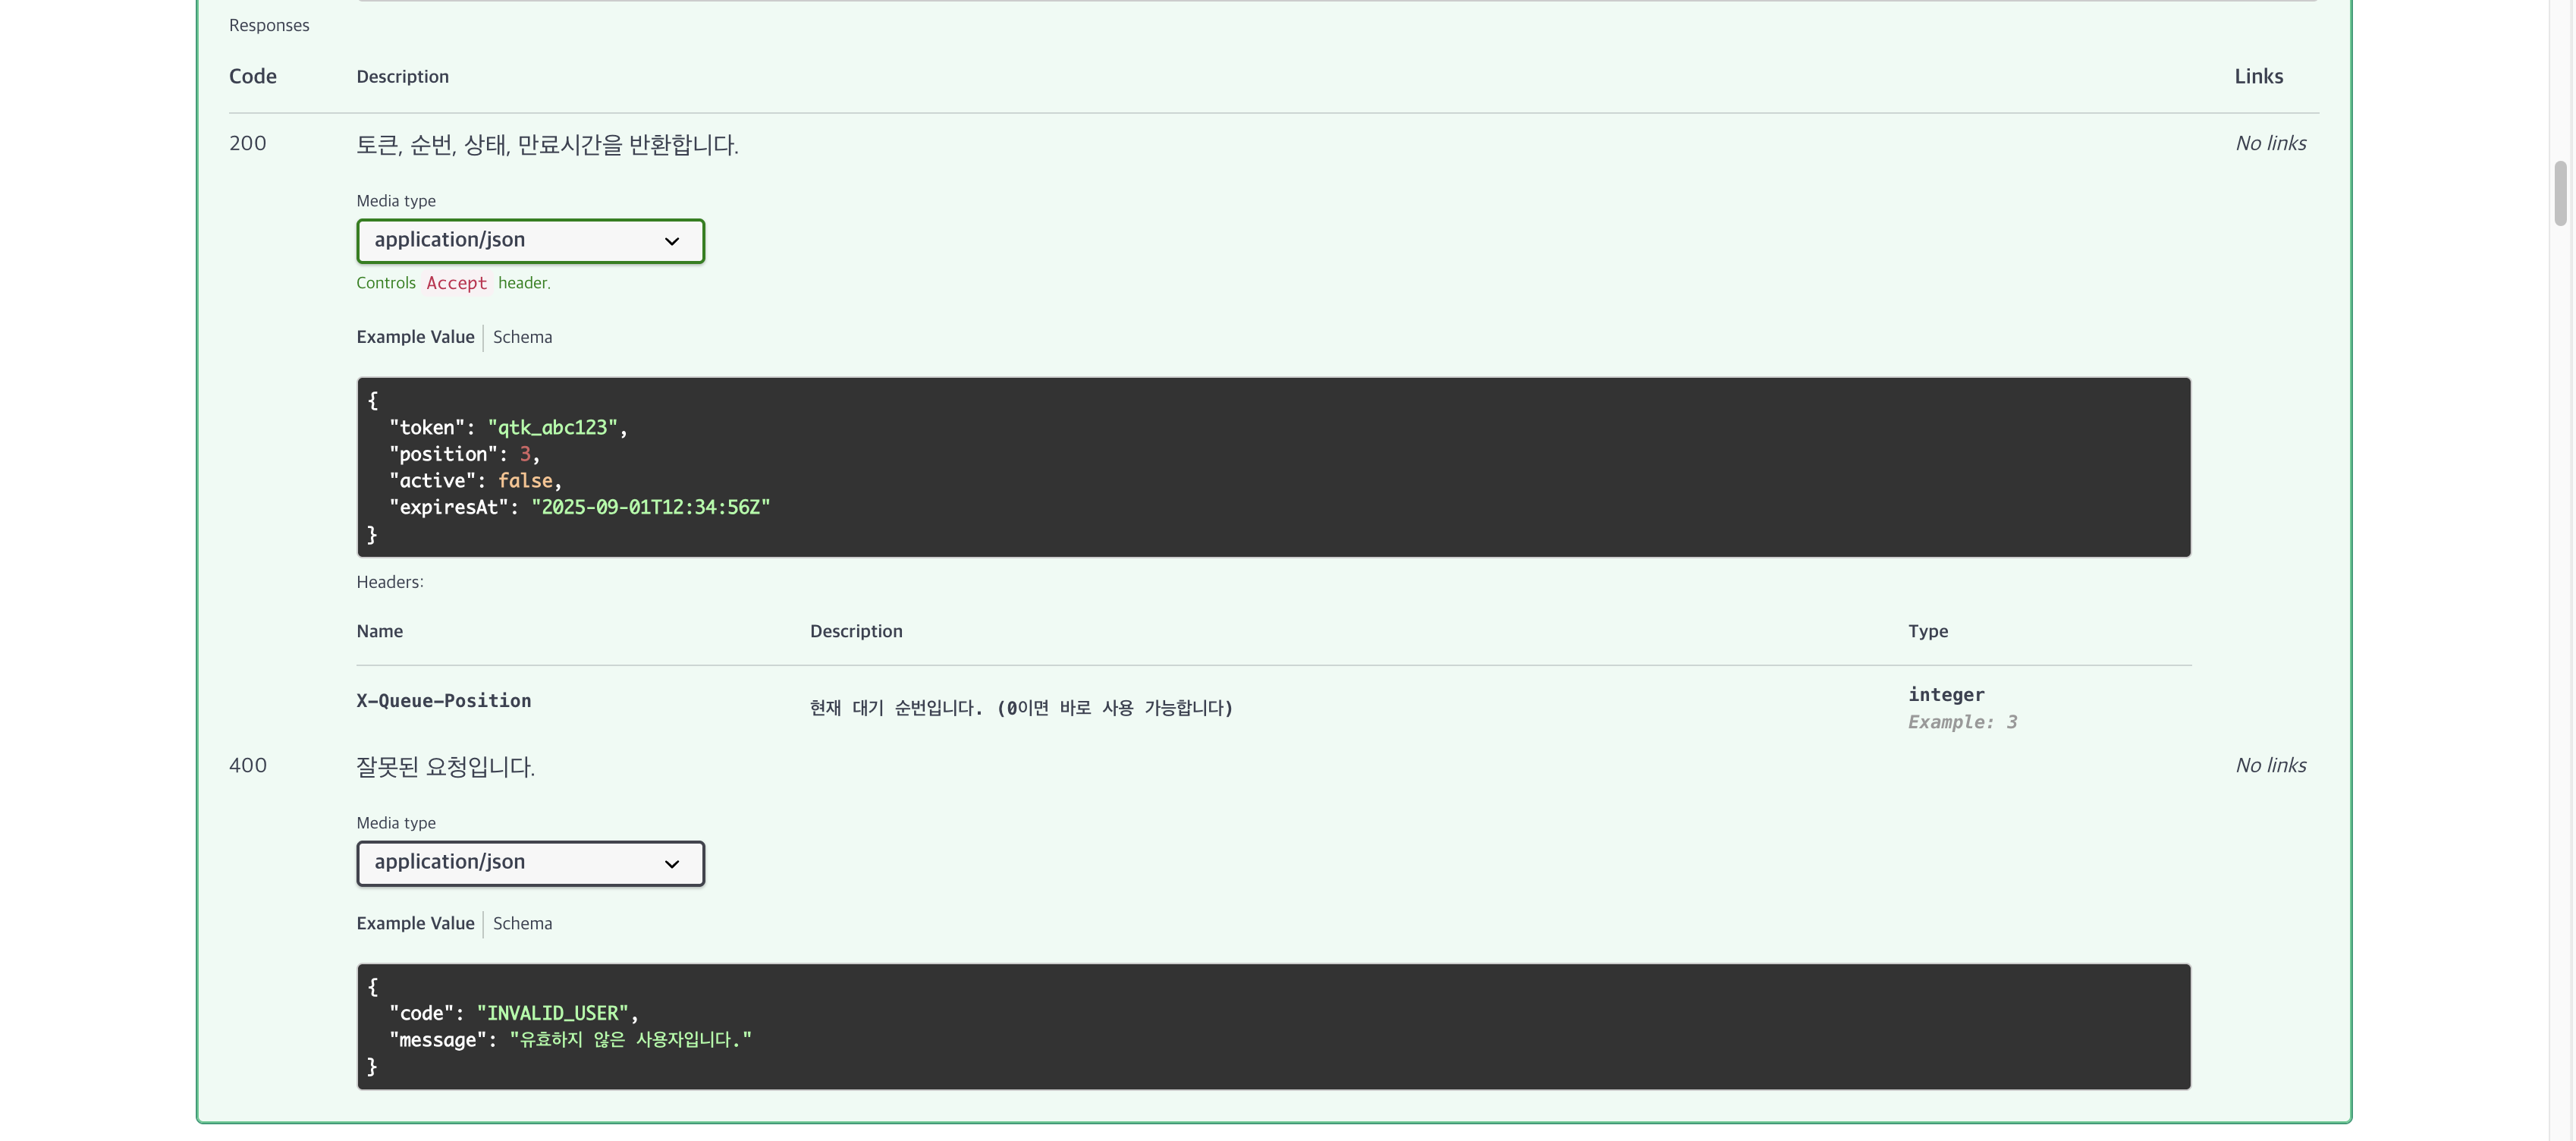 Responses
Code Description Links
200 토큰, 순번, 상태, 만료시간을 반환합니다. No links
Media type
application/json
Controls Accept header.
Example Value Schema
{
"token": "qtk_abc123",
"position": 3,
"active": false,
"expiresAt": "2025-09-01T12:34:56Z"
}
Headers:
Name Description Type
X-Queue-Position 현재 대기 순번입니다. (0이면 바로 사용 가능합니다) integer
Example: 3
400 잘못된 요청입니다. No links
Media type
application/json
Example Value Schema
{
"code": "INVALID_USER",
"message": "유효하지 않은 사용자입니다."
}